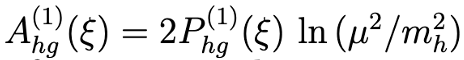 $A_{hg}^{(1)}(\xi) = 2P_{hg}^{(1)}(\xi) \ln(\mu^2/m_h^2)$